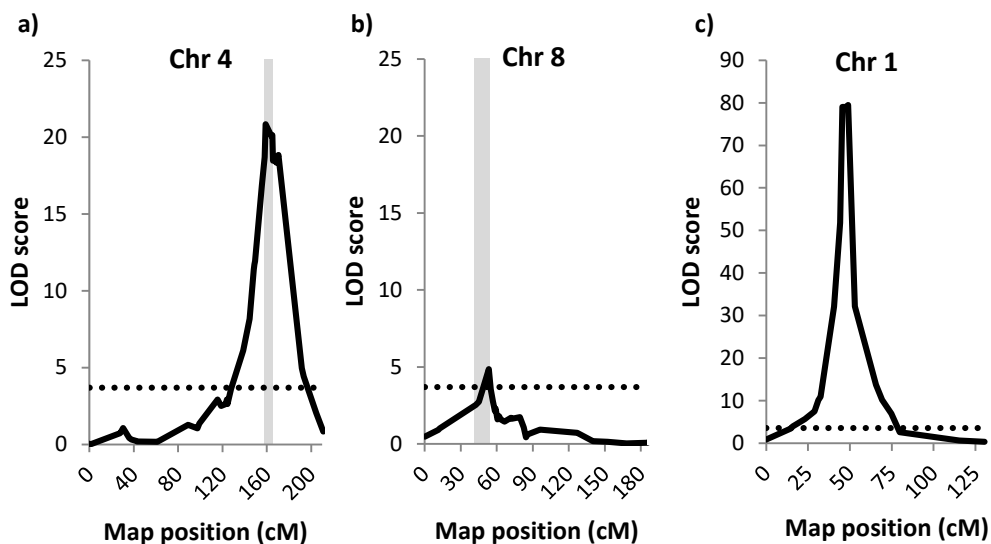 a)
Chr 4
25
20
15
10
5
0
LOD score
0 40 80 120 160 200
Map position (cM)
b)
Chr 8
25
20
15
10
5
0
LOD score
0 30 60 90 120 150 180
Map position (cM)
c)
Chr 1
90
80
70
60
50
40
30
20
10
0
LOD score
0 25 50 75 100 125
Map position (cM)